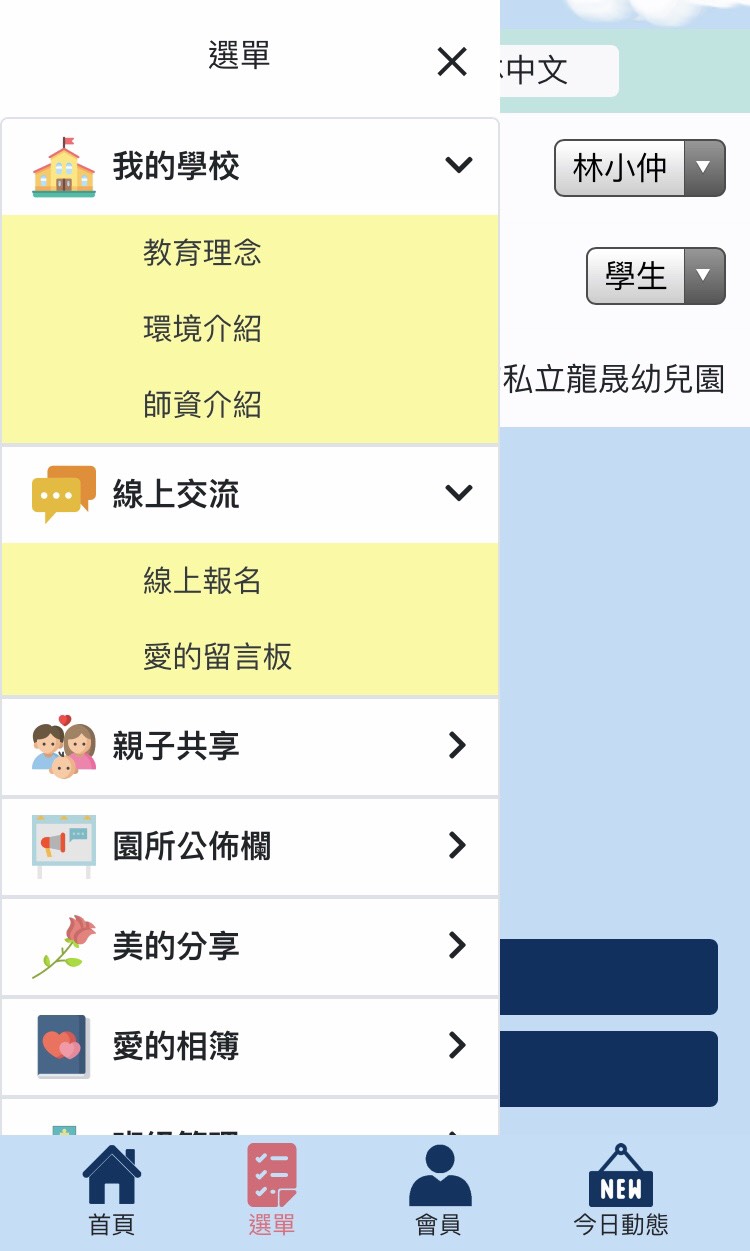 選單
中文
我的學校
林小仲
教育理念
學生
環境介紹
師資介紹
私立龍晟幼兒園
線上交流
線上報名
愛的留言板
親子共享
園所公佈欄
美的分享
愛的相簿
首頁
選單
會員
NEW
今日動態